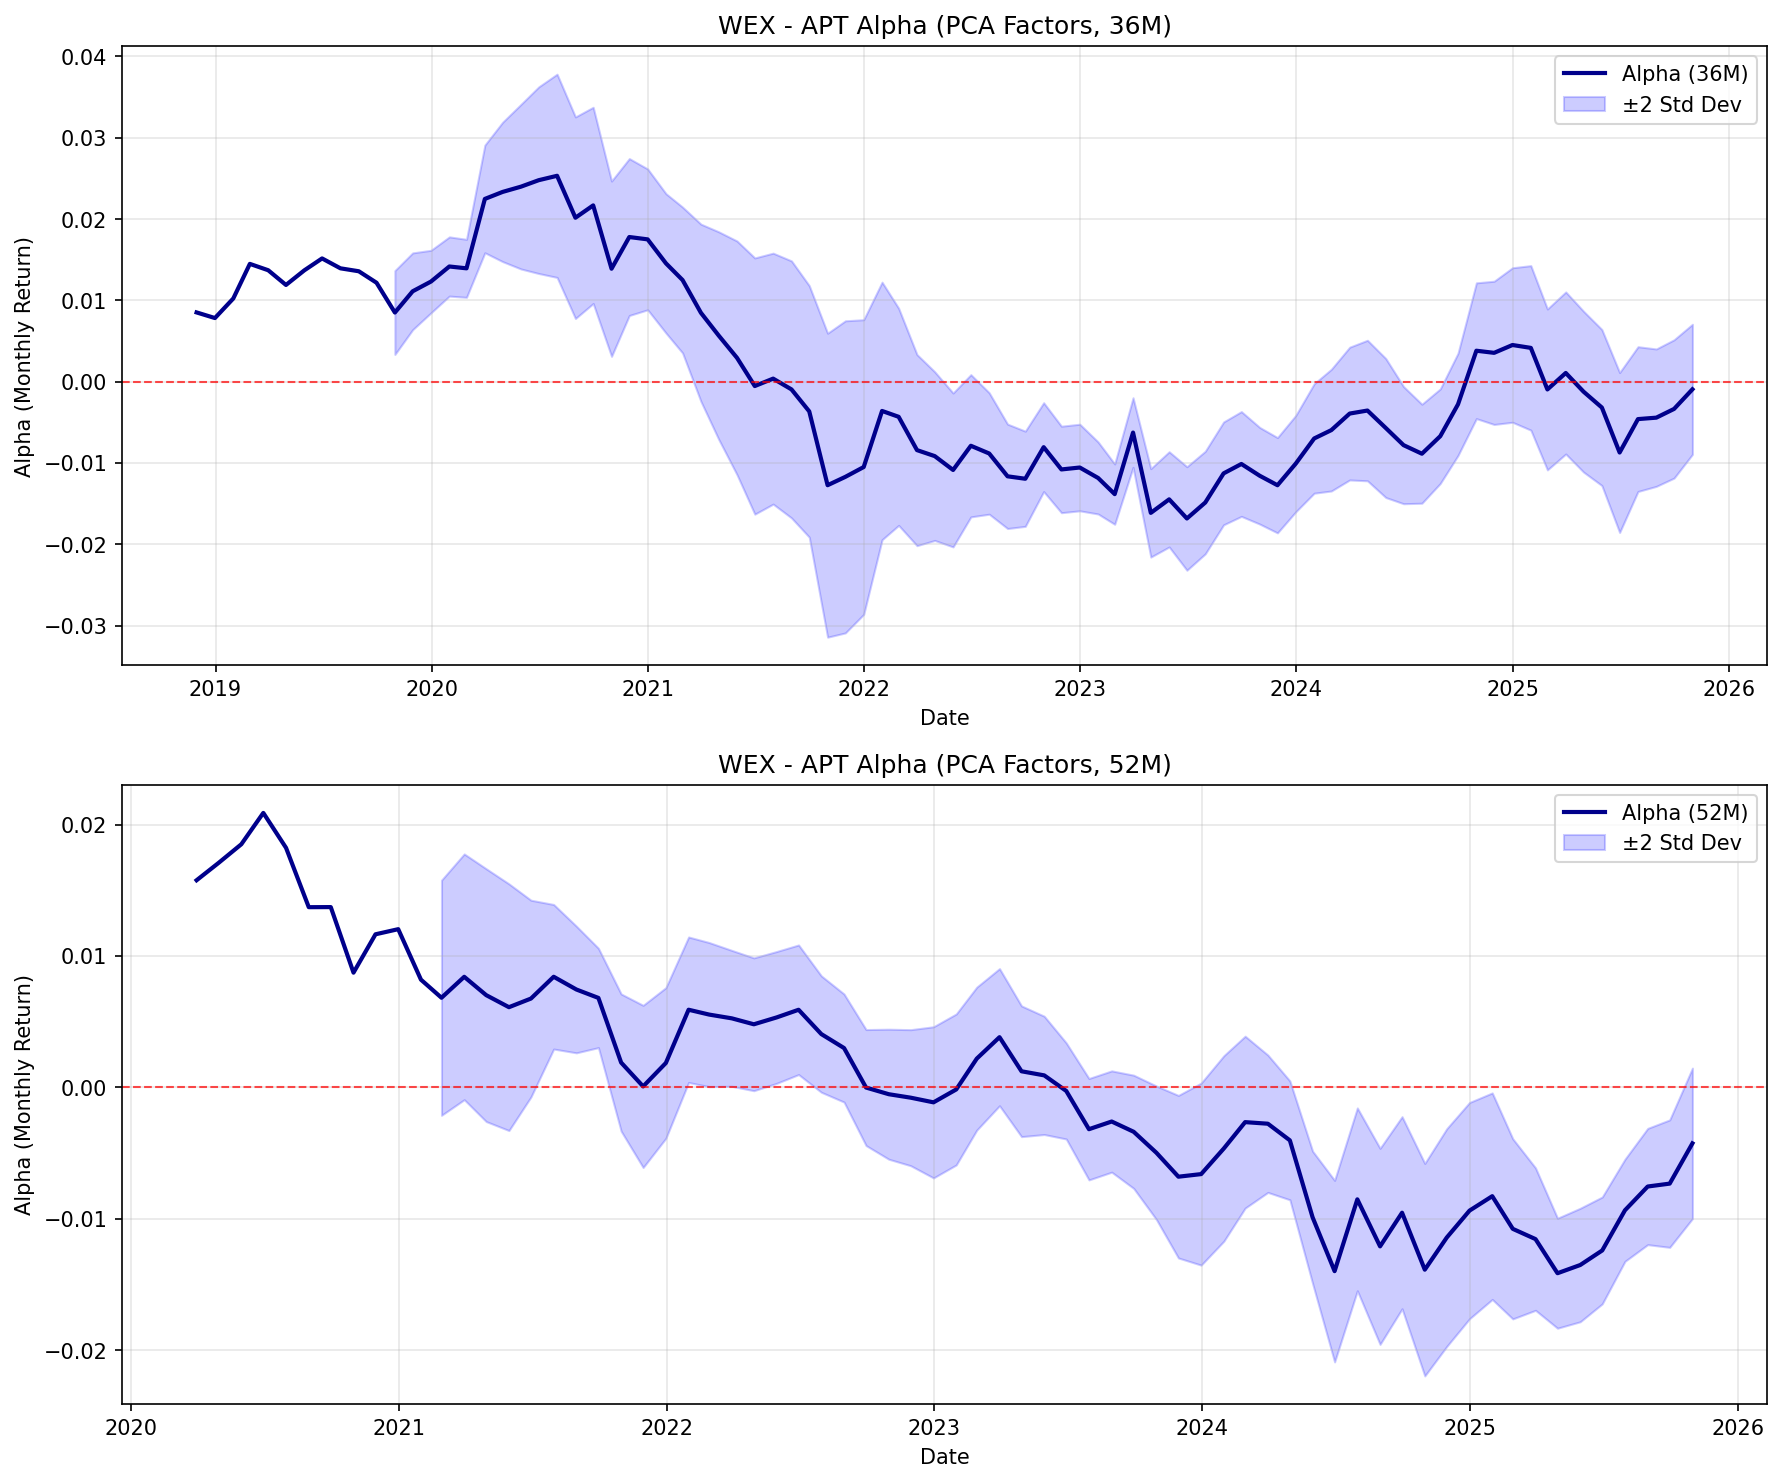 WEX - APT Alpha (PCA Factors, 36M)
Alpha (Monthly Return)
0.04
0.03
0.02
0.01
0.00
−0.01
−0.02
−0.03
Alpha (36M)
±2 Std Dev
2019 2020 2021 2022 2023 2024 2025 2026
Date
WEX - APT Alpha (PCA Factors, 52M)
Alpha (Monthly Return)
0.02
0.01
0.00
−0.01
−0.02
Alpha (52M)
±2 Std Dev
2020 2021 2022 2023 2024 2025 2026
Date